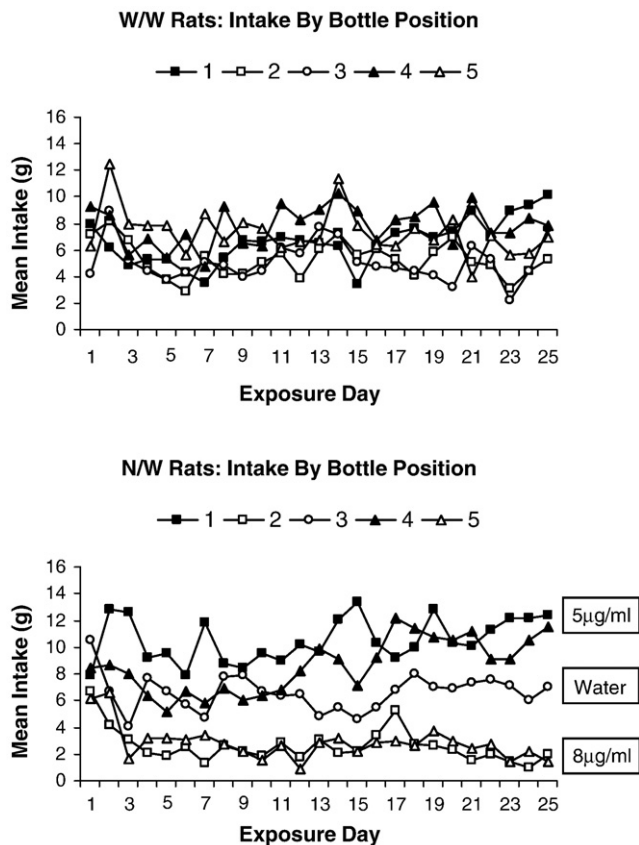 W/W Rats: Intake By Bottle Position
1 2 3 4 5
Mean Intake (g)
16
14
12
10
8
6
4
2
0
1 3 5 7 9 11 13 15 17 19 21 23 25
Exposure Day
N/W Rats: Intake By Bottle Position
1 2 3 4 5
Mean Intake (g)
16
14
12
10
8
6
4
2
0
5µg/ml
Water
8µg/ml
1 3 5 7 9 11 13 15 17 19 21 23 25
Exposure Day